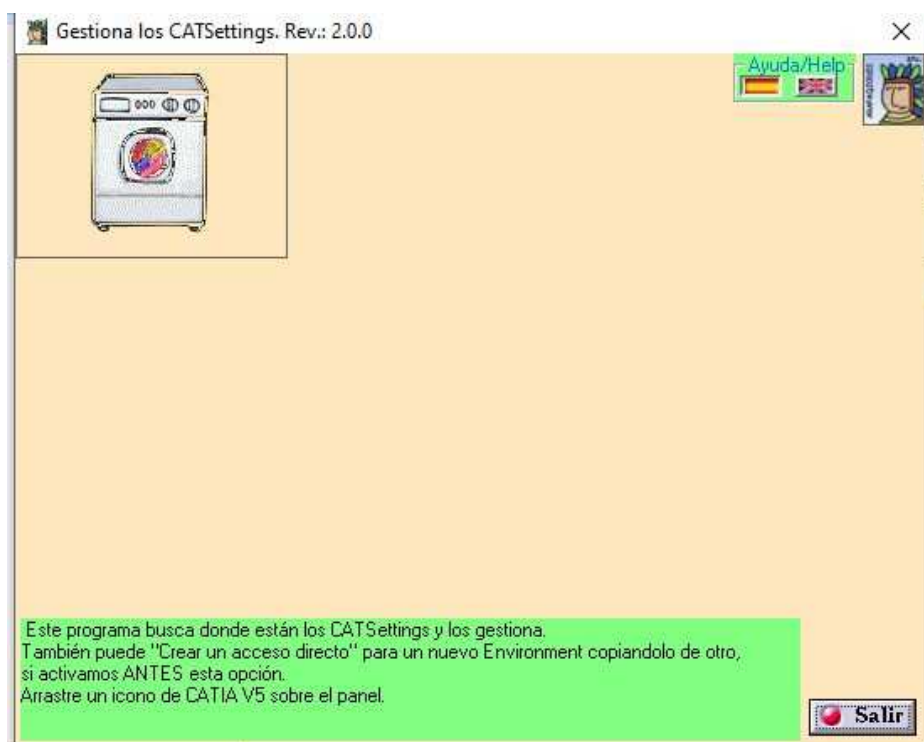 Gestiona los CATSettings. Rev.: 2.0.0
Ayuda/Help
Este programa busca donde están los CATSettings y los gestiona.
También puede "Crear un acceso directo" para un nuevo Environment copiandolo de otro,
si activamos ANTES esta opción.
Arrastre un icono de CATIA V5 sobre el panel.
Salir